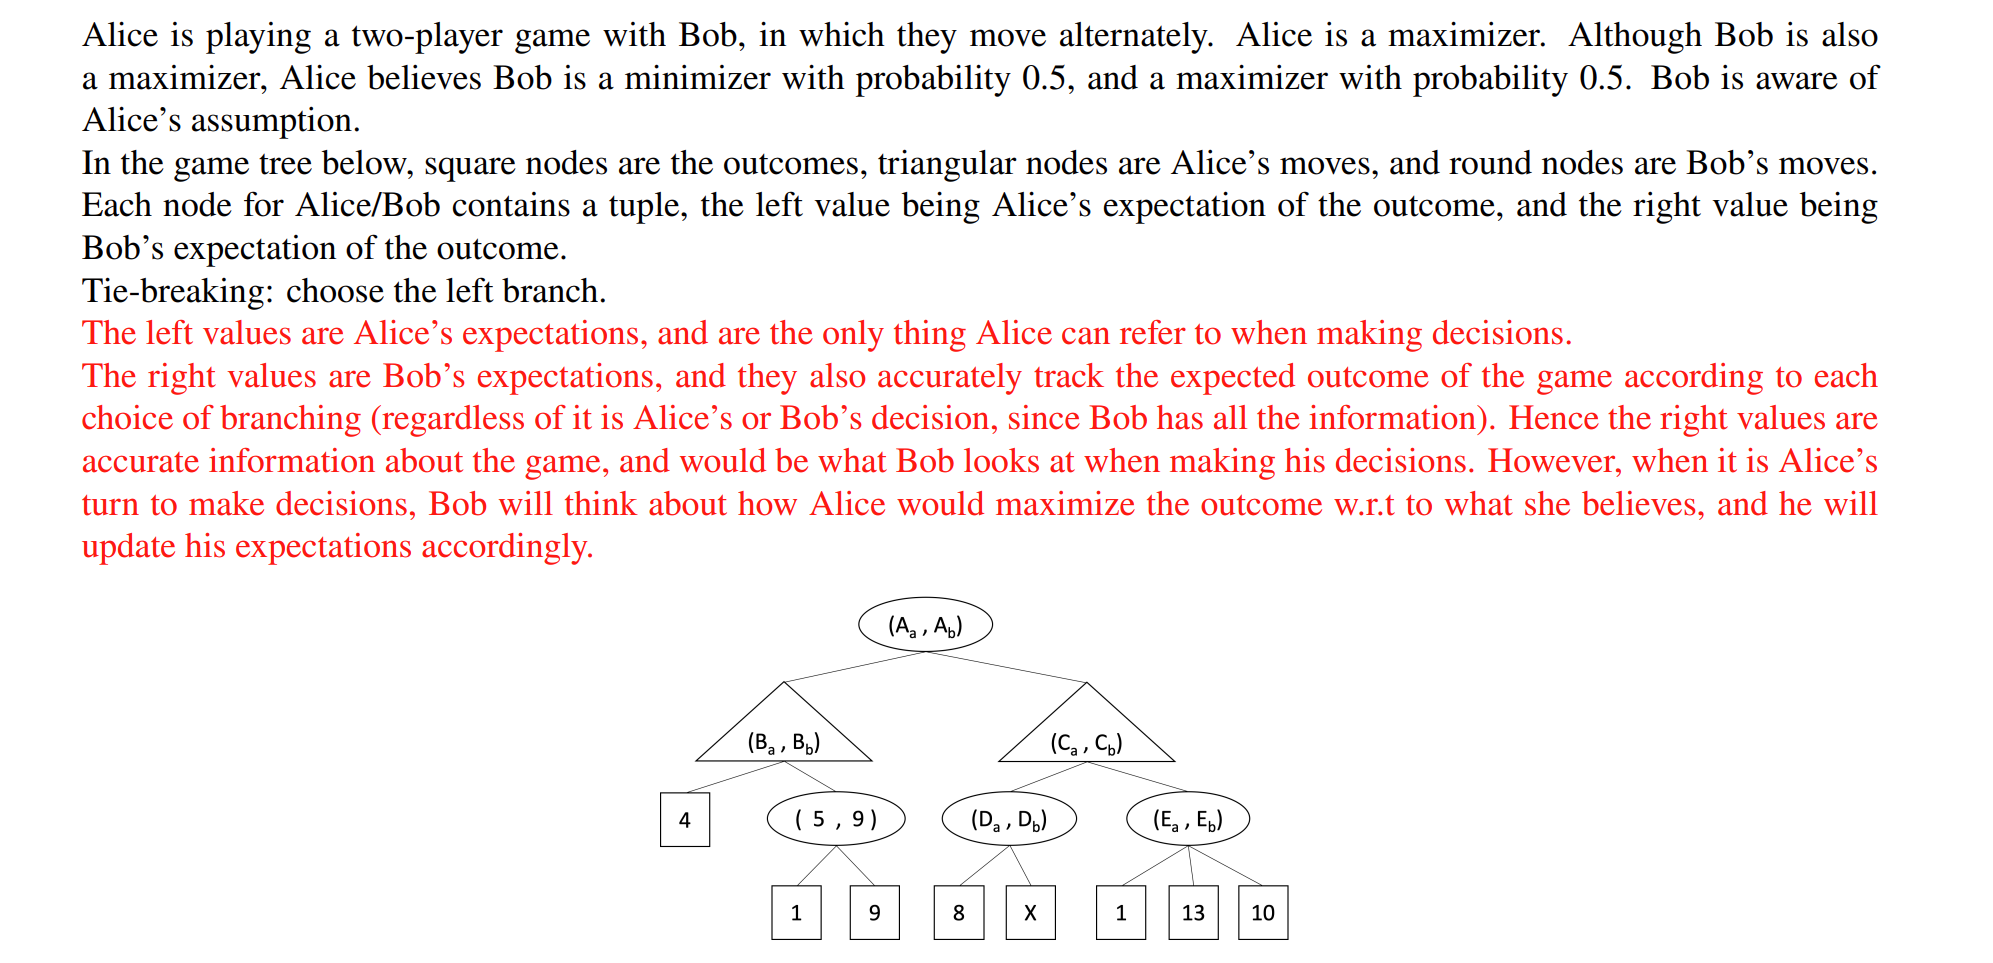 Alice is playing a two-player game with Bob, in which they move alternately. Alice is a maximizer. Although Bob is also
a maximizer, Alice believes Bob is a minimizer with probability 0.5, and a maximizer with probability 0.5. Bob is aware of
Alice's assumption.
In the game tree below, square nodes are the outcomes, triangular nodes are Alice's moves, and round nodes are Bob's moves.
Each node for Alice/Bob contains a tuple, the left value being Alice's expectation of the outcome, and the right value being
Bob's expectation of the outcome.
Tie-breaking: choose the left branch.
The left values are Alice's expectations, and are the only thing Alice can refer to when making decisions.
The right values are Bob's expectations, and they also accurately track the expected outcome of the game according to each
choice of branching (regardless of it is Alice's or Bob's decision, since Bob has all the information). Hence the right values are
accurate information about the game, and would be what Bob looks at when making his decisions. However, when it is Alice's
turn to make decisions, Bob will think about how Alice would maximize the outcome w.r.t to what she believes, and he will
update his expectations accordingly.
(Aₐ , A_b)
(Bₐ , B_b) (Cₐ , C_b)
4 ( 5 , 9 ) (Dₐ , D_b) (Eₐ , E_b)
1 9 8 X 1 13 10